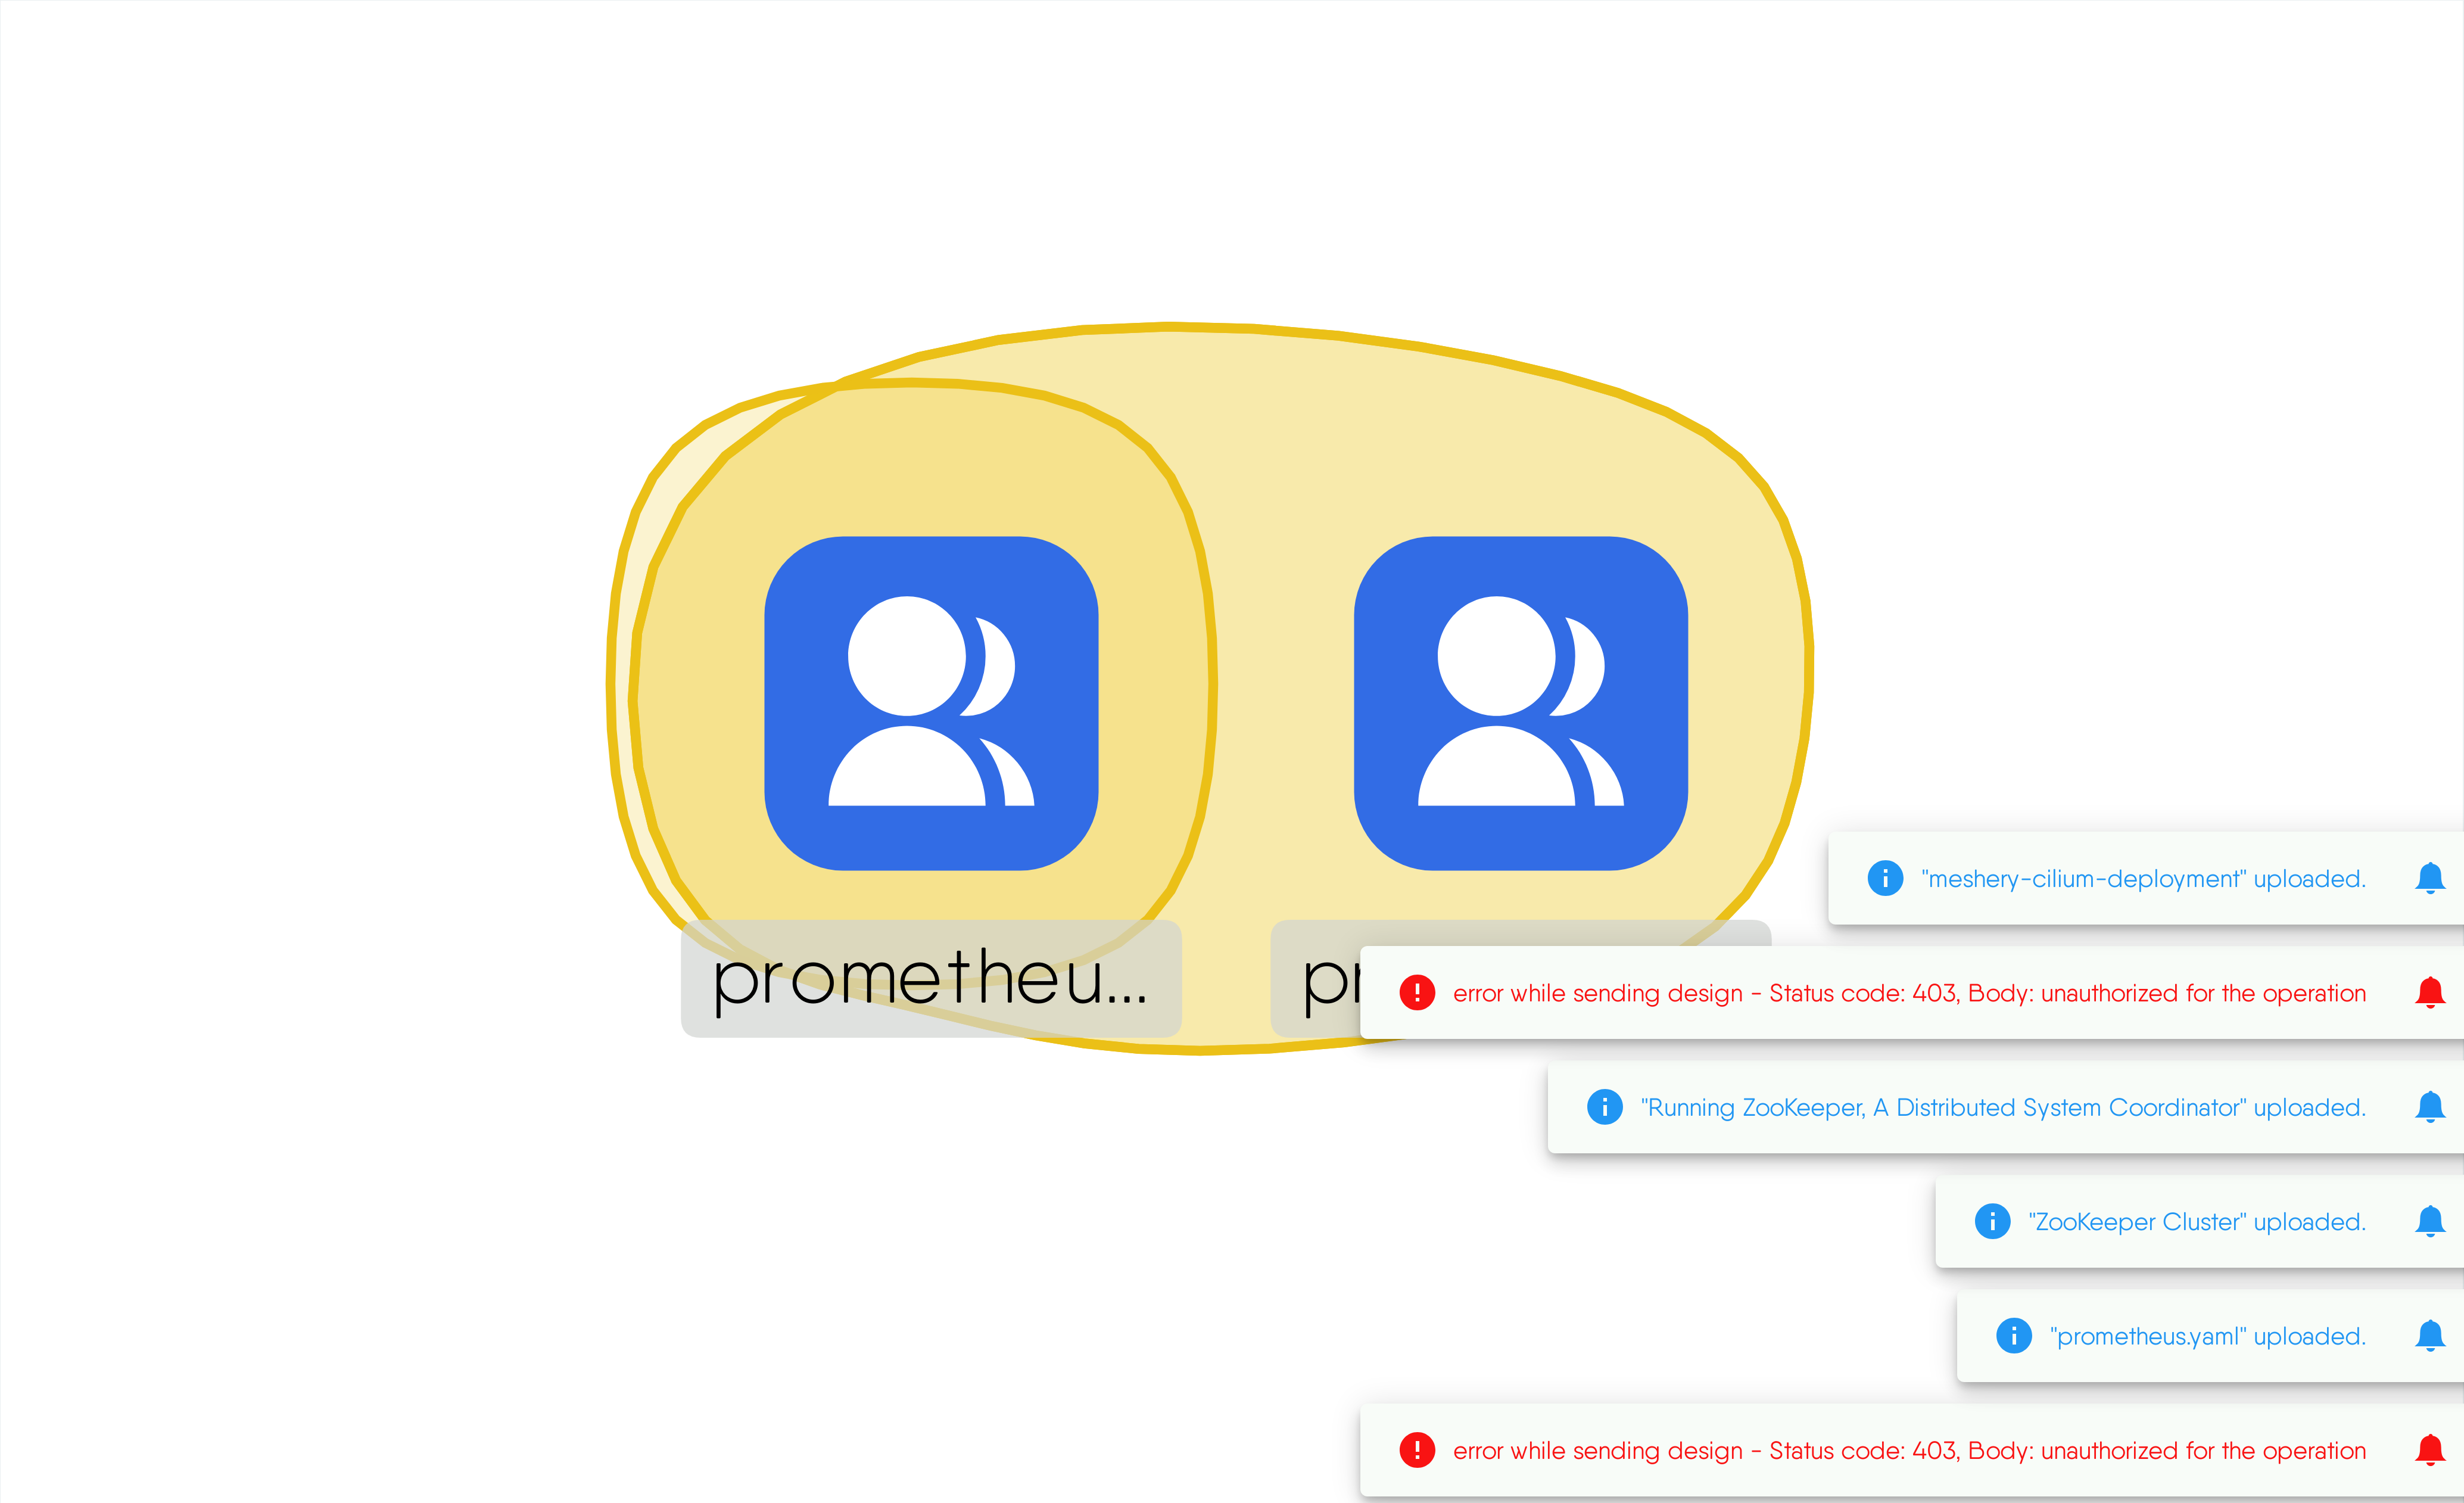 "meshery-cilium-deployment" uploaded.
prometheu...
error while sending design - Status code: 403, Body: unauthorized for the operation
"Running ZooKeeper, A Distributed System Coordinator" uploaded.
"ZooKeeper Cluster" uploaded.
"prometheus.yaml" uploaded.
error while sending design - Status code: 403, Body: unauthorized for the operation